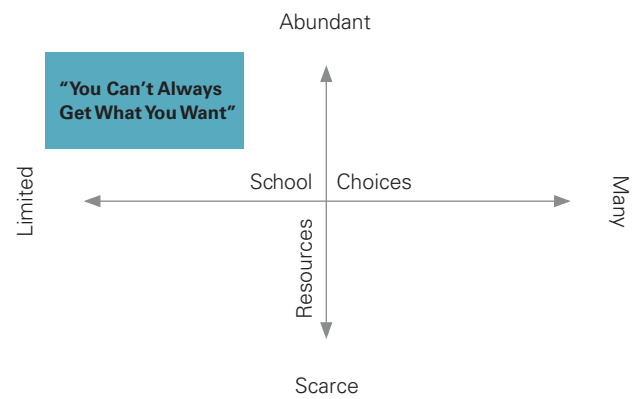 Abundant
“You Can’t Always
Get What You Want”
Limited
School Choices
Many
Resources
Scarce